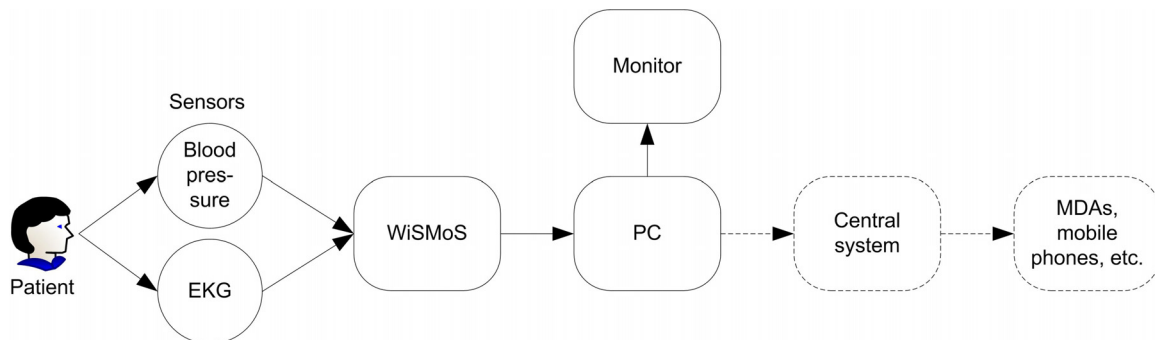 Monitor
Sensors
Blood
pres-
sure
WiSMoS
PC
Central
system
MDAs,
mobile
phones, etc.
EKG
Patient